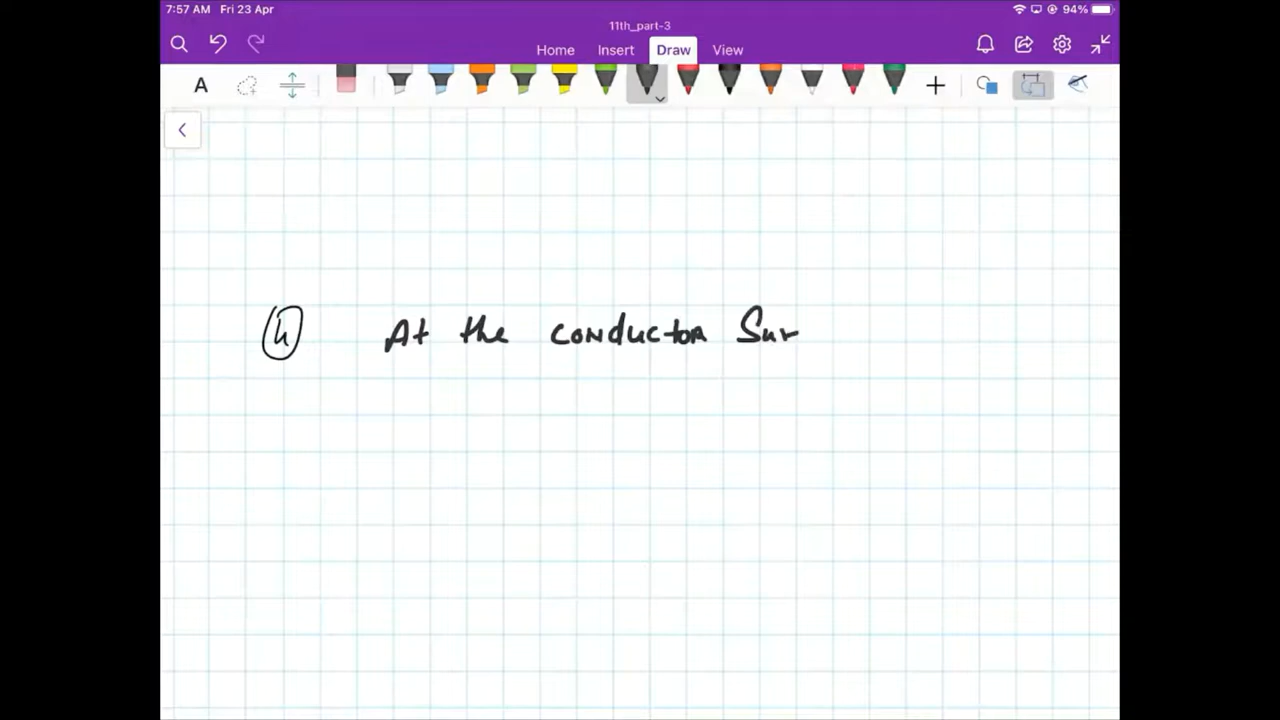 7:57 AM Fri 23 Apr
94%
11th_part-3
Home Insert Draw View
A
At the conductor Sur